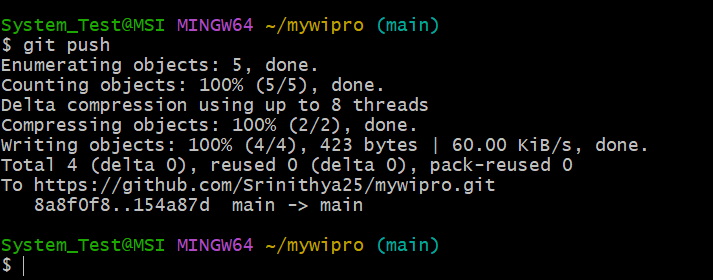 System_Test@MSI MINGW64 ~/mywipro (main)
$ git push
Enumerating objects: 5, done.
Counting objects: 100% (5/5), done.
Delta compression using up to 8 threads
Compressing objects: 100% (2/2), done.
Writing objects: 100% (4/4), 423 bytes | 60.00 KiB/s, done.
Total 4 (delta 0), reused 0 (delta 0), pack-reused 0
To https://github.com/Srinithya25/mywipro.git
   8a8f0f8..154a87d  main -> main
System_Test@MSI MINGW64 ~/mywipro (main)
$